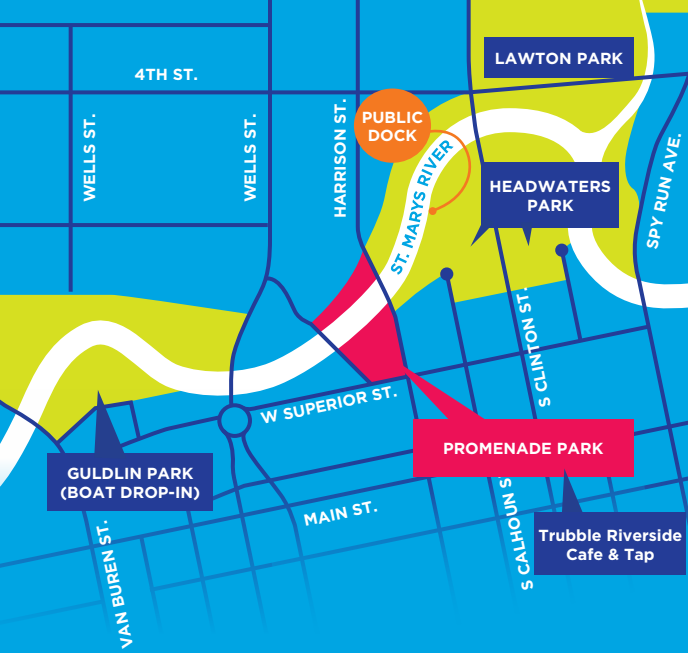 LAWTON PARK
4TH ST.
PUBLIC
DOCK
WELLS ST.
WELLS ST.
HARRISON ST.
ST. MARYS RIVER
HEADWATERS
PARK
SPY RUN AVE.
S CLINTON ST.
W SUPERIOR ST.
PROMENADE PARK
GULDLIN PARK
(BOAT DROP-IN)
MAIN ST.
S CALHOUN S
Trubble Riverside
Cafe & Tap
VAN BUREN ST.